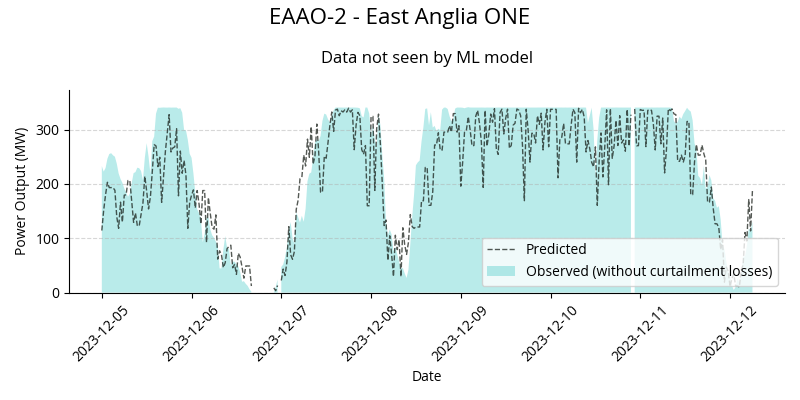 EAAO-2 - East Anglia ONE
Data not seen by ML model
Power Output (MW)
300
200
100
0
Predicted
Observed (without curtailment losses)
2023-12-05
2023-12-06
2023-12-07
2023-12-08
2023-12-09
2023-12-10
2023-12-11
2023-12-12
Date